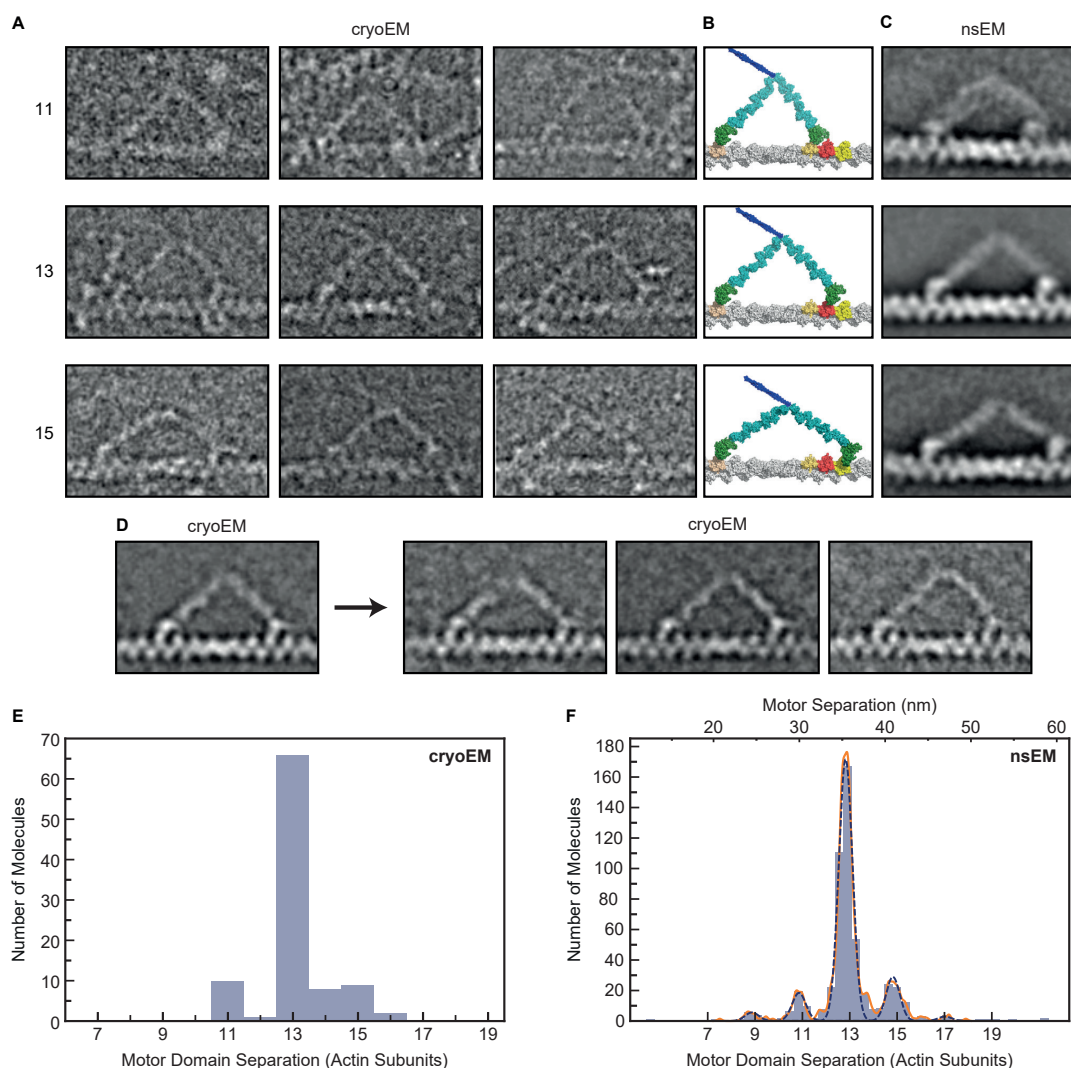 A cryoEM B C nsEM
11
13
15
D cryoEM cryoEM
E
70
60
50
40
30
20
10
0
Number of Molecules
cryoEM
7 9 11 13 15 17 19
Motor Domain Separation (Actin Subunits)
F
Motor Separation (nm)
20 30 40 50 60
180
160
140
120
100
80
60
40
20
0
Number of Molecules
nsEM
7 9 11 13 15 17 19
Motor Domain Separation (Actin Subunits)